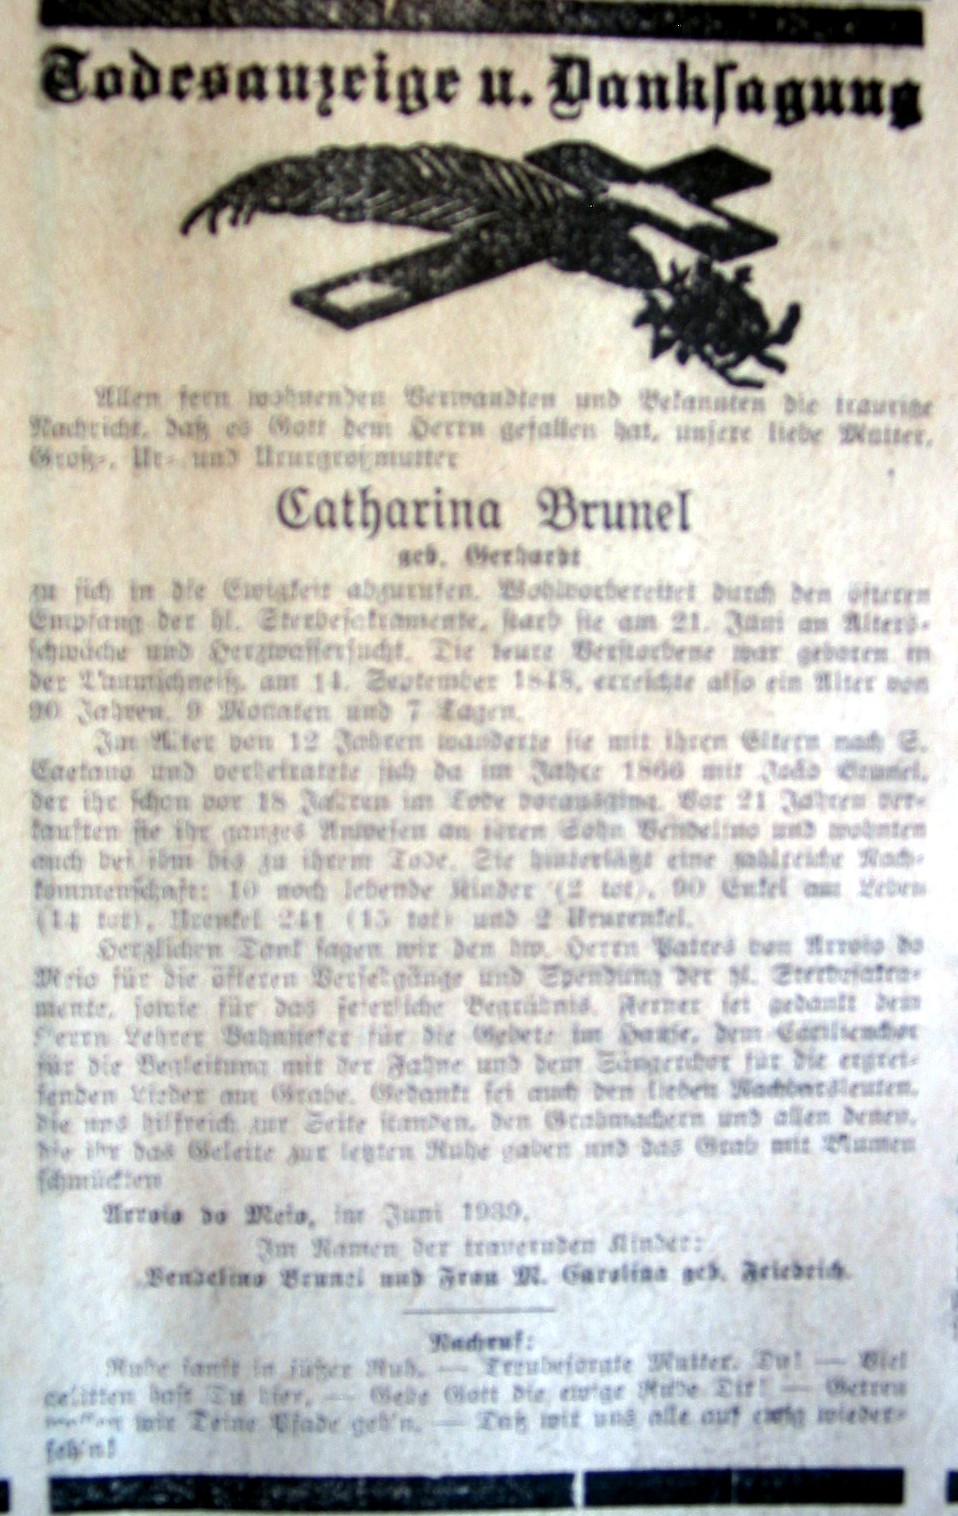 Todesanzeige u. Danksagung
Allen fern wohnenden Verwandten und Bekannten die traurige
Nachricht, daß es Gott dem Herrn gefallen hat, unsere liebe Mutter,
Groß-, Ur- und Ururgroßmutter
Catharina Brunel
geb. Gerhardt
zu sich in die Ewigkeit abzurufen. Wohlvorbereitet durch den öfteren
Empfang der hl. Sterbesakramente, starb sie am 21. Juni an Alters-
schwäche und Herzwassersucht. Die teure Verstorbene war geboren in
der am 14. September 1848, erreichte also ein Alter von
90 Jahren, 9 Monaten und 7 Tagen.
Im Alter von 12 Jahren wanderte sie mit ihren Eltern nach S.
Caetano und verheiratete sich da im Jahre 1866 mit João Brunel,
der ihr schon vor 18 Jahren im Tode vorausging. Vor 21 Jahren ver-
kauften sie ihr ganzes Anwesen an ihren Sohn Vendelino und wohnten
auch bei ihm bis zu ihrem Tode. Sie hinterläßt eine zahlreiche Nach-
kommenschaft: 10 noch lebende Kinder (2 tot), 90 Enkel am Leben
(14 tot), Urenkel 241 (15 tot) und 2 Ururenkel.
Herzlichen Dank sagen wir den hw. Herrn Patres von Arroio do
Meio für die öfteren Versehgänge und Spendung der hl. Sterbesakra-
mente, sowie für das feierliche Begräbnis. Ferner sei gedankt dem
Herrn Lehrer für die Gebete im Hause, dem Cäcilienchor
für die Begleitung mit der Fahne und dem Sängerchor für die ergrei-
fenden Lieder am Grabe. Gedankt sei auch den lieben Nachbarsleuten,
die uns hilfreich zur Seite standen, den Grabmachern und allen denen,
die ihr das Geleite zur letzten Ruhe gaben und das Grab mit Blumen
schmückten
Arroio do Meio, im Juni 1939.
Im Namen der trauernden Kinder:
Vendelino Brunel und Frau M. Carolina geb. Friedrich.
Nachruf:
Ruhe sanft in süßer Ruh, — Treubesorgte Mutter, Du! — Viel
gelitten hast Du hier, — Gebe Gott die ewige Ruhe Dir! — Getreu
wollen wir Deine Pfade geh'n, — Daß wir uns alle auf ewig wieder-
seh'n!